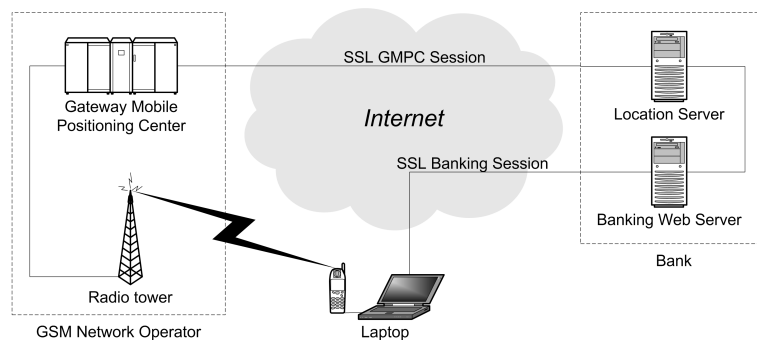 SSL GMPC Session
Gateway Mobile
Positioning Center
Internet
Location Server
SSL Banking Session
Banking Web Server
Bank
Radio tower
GSM Network Operator
Laptop